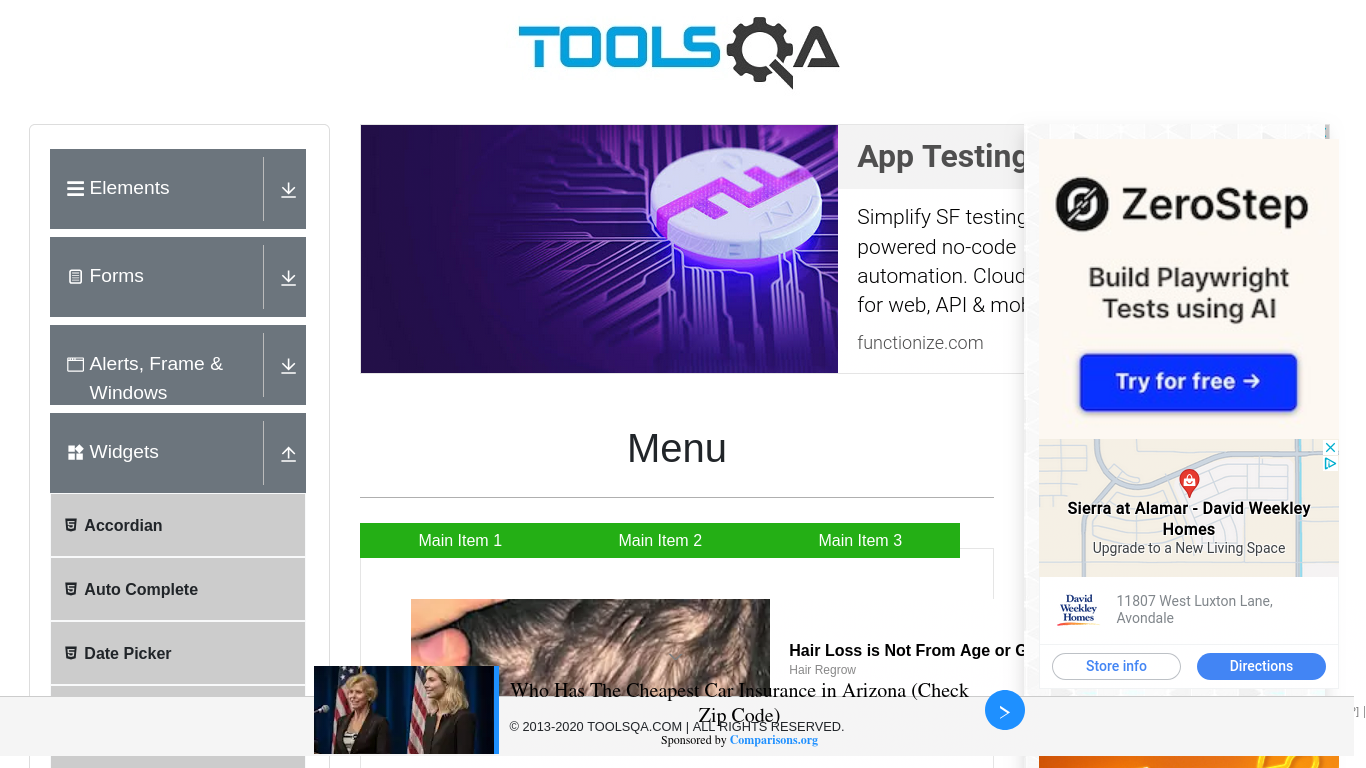 TOOLSQA
Elements
Forms
Alerts, Frame &
Windows
Widgets
Accordian
Auto Complete
Date Picker
App Testing
Simplify SF testing
powered no-code
automation. Cloud
for web, API & mob
functionize.com
Menu
Main Item 1
Main Item 2
Main Item 3
Hair Loss is Not From Age or G
Hair Regrow
ZeroStep
Build Playwright
Tests using AI
Try for free →
Sierra at Alamar - David Weekley
Homes
Upgrade to a New Living Space
David
Weekley
Homes
11807 West Luxton Lane,
Avondale
Store info
Directions
Who Has The Cheapest Car Insurance in Arizona (Check
Zip Code)
© 2013-2020 TOOLSQA.COM | ALL RIGHTS RESERVED.
Sponsored by Comparisons.org